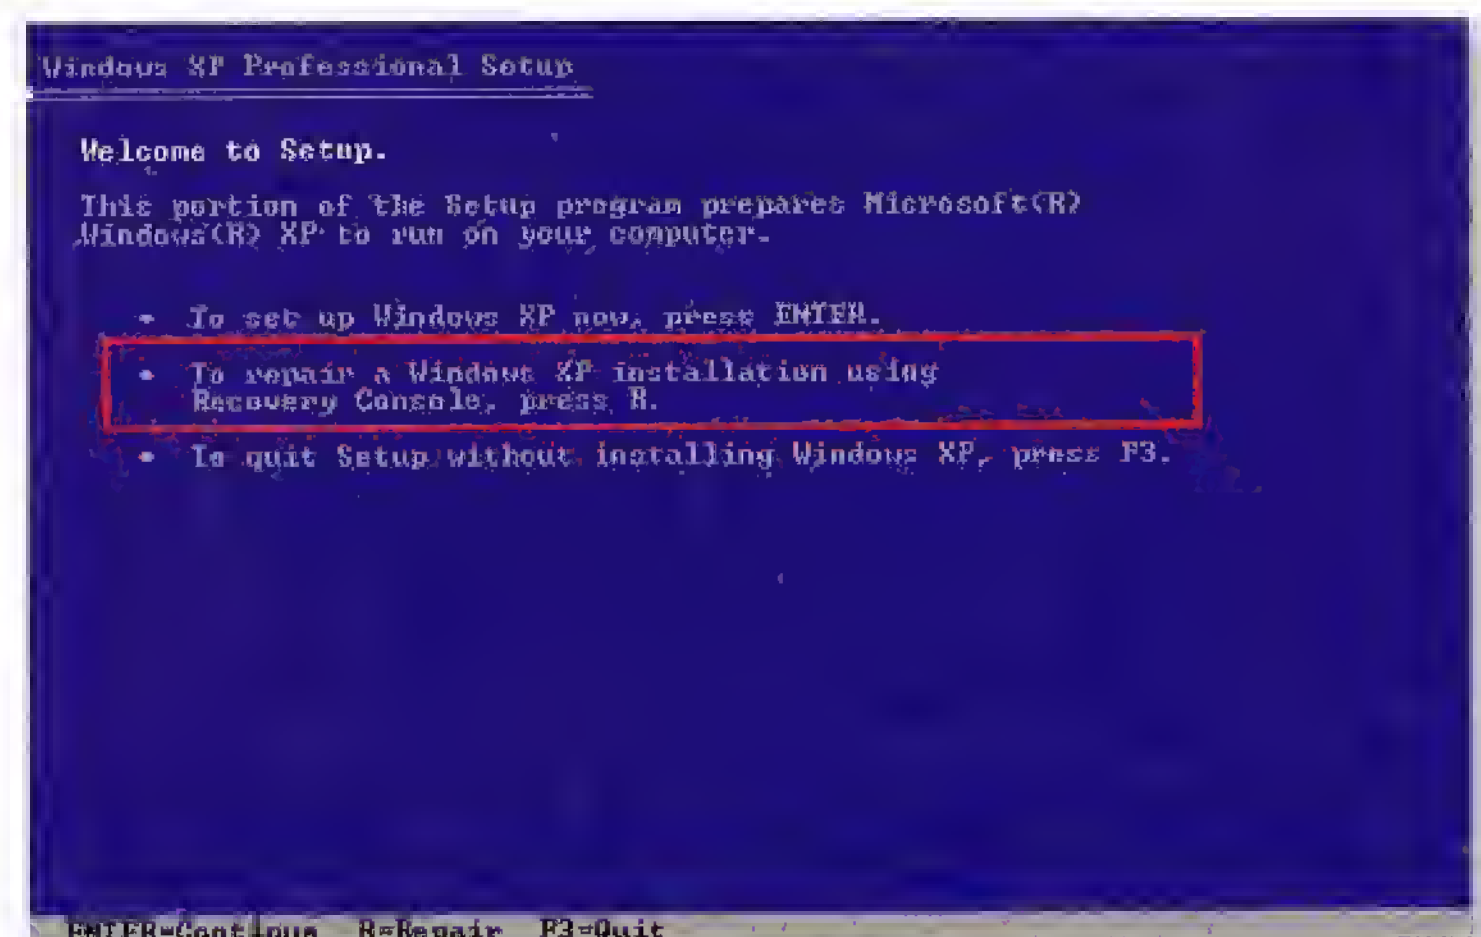 Windows XP Professional Setup
Welcome to Setup.
This portion of the Setup program prepares Microsoft(R)
Windows(R) XP to run on your computer.
• To set up Windows XP now, press ENTER.
• To repair a Windows XP installation using
Recovery Console, press R.
• To quit Setup without installing Windows XP, press F3.
ENTER=Continue R=Repair F3=Quit